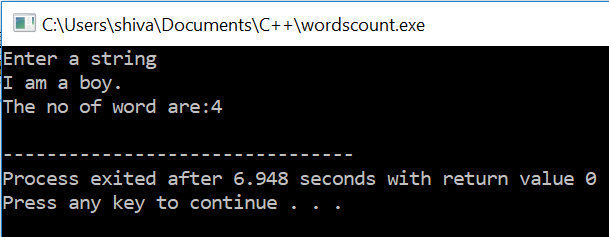 C:\Users\shiva\Documents\C++\wordscount.exe
Enter a string
I am a boy.
The no of word are:4
--------------------------------
Process exited after 6.948 seconds with return value 0
Press any key to continue . . .